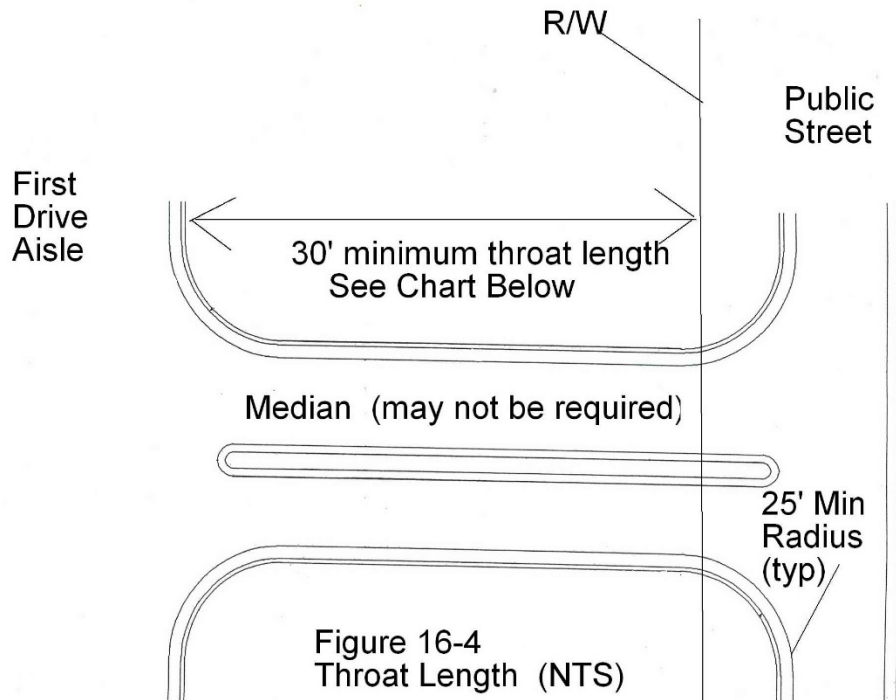 R/W
Public
Street
First
Drive
Aisle
30' minimum throat length
See Chart Below
Median (may not be required)
25' Min
Radius
(typ)
Figure 16-4
Throat Length (NTS)